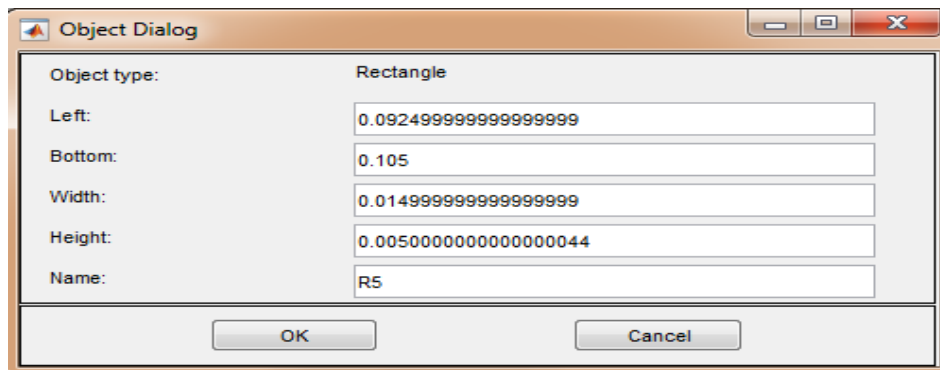 Object Dialog
Object type: Rectangle
Left: 0.092499999999999999
Bottom: 0.105
Width: 0.014999999999999999
Height: 0.0050000000000000044
Name: R5
OK Cancel